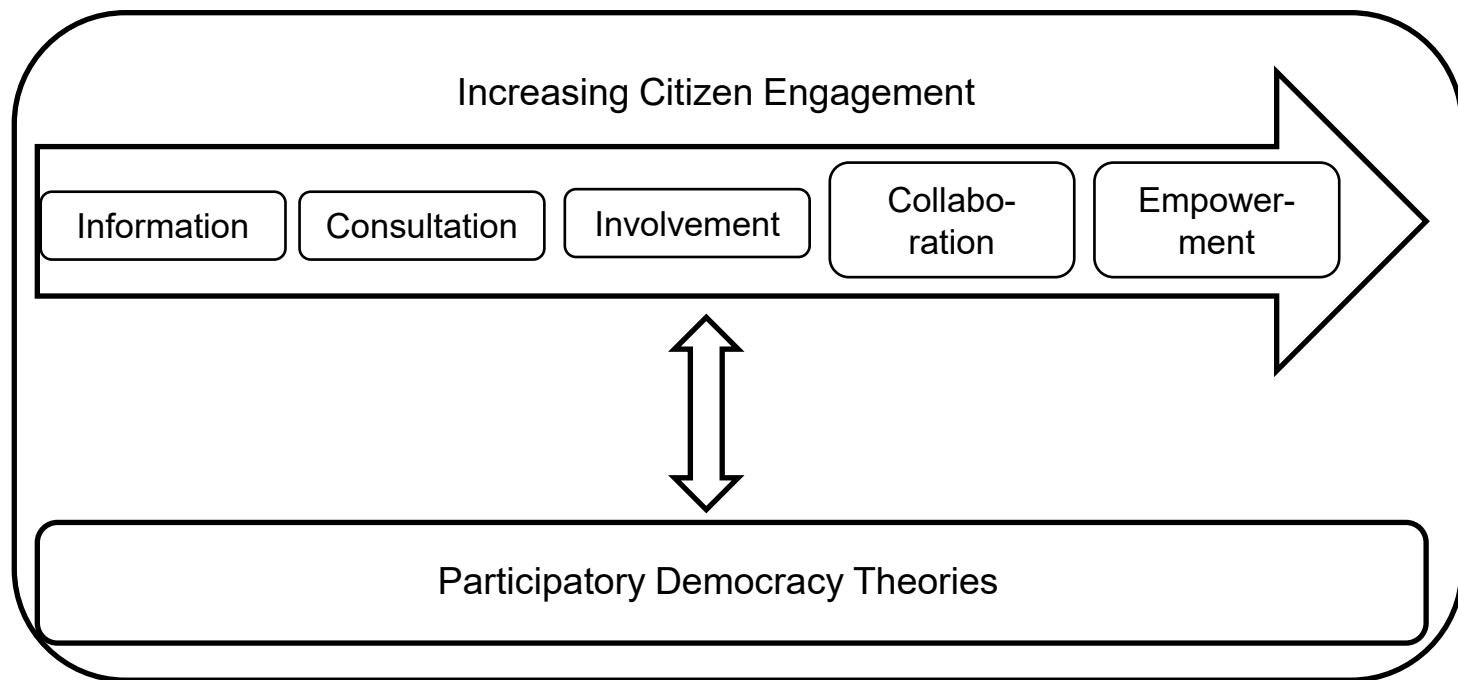 Increasing Citizen Engagement
Information
Consultation
Involvement
Collabo-
ration
Empower-
ment
Participatory Democracy Theories